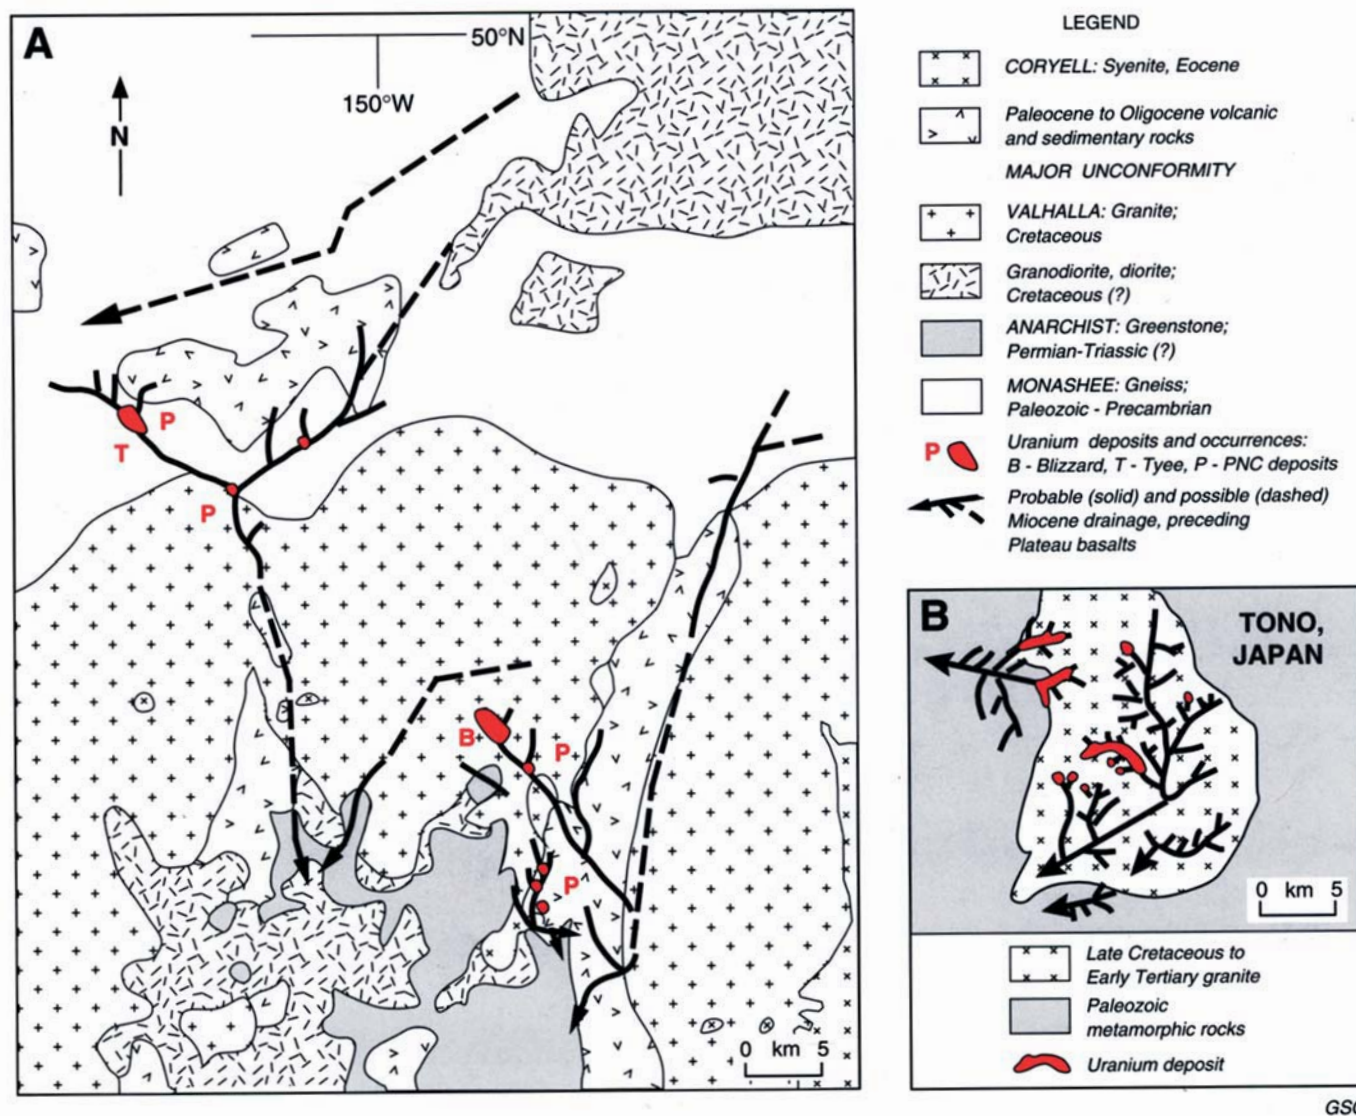 A
50°N
150°W
N
P
T
P
B
P
P
0 km 5
LEGEND
CORYELL: Syenite, Eocene
Paleocene to Oligocene volcanic
and sedimentary rocks
MAJOR UNCONFORMITY
VALHALLA: Granite;
Cretaceous
Granodiorite, diorite;
Cretaceous (?)
ANARCHIST: Greenstone;
Permian-Triassic (?)
MONASHEE: Gneiss;
Paleozoic - Precambrian
P
Uranium deposits and occurrences:
B - Blizzard, T - Tyee, P - PNC deposits
Probable (solid) and possible (dashed)
Miocene drainage, preceding
Plateau basalts
B
TONO,
JAPAN
0 km 5
Late Cretaceous to
Early Tertiary granite
Paleozoic
metamorphic rocks
Uranium deposit